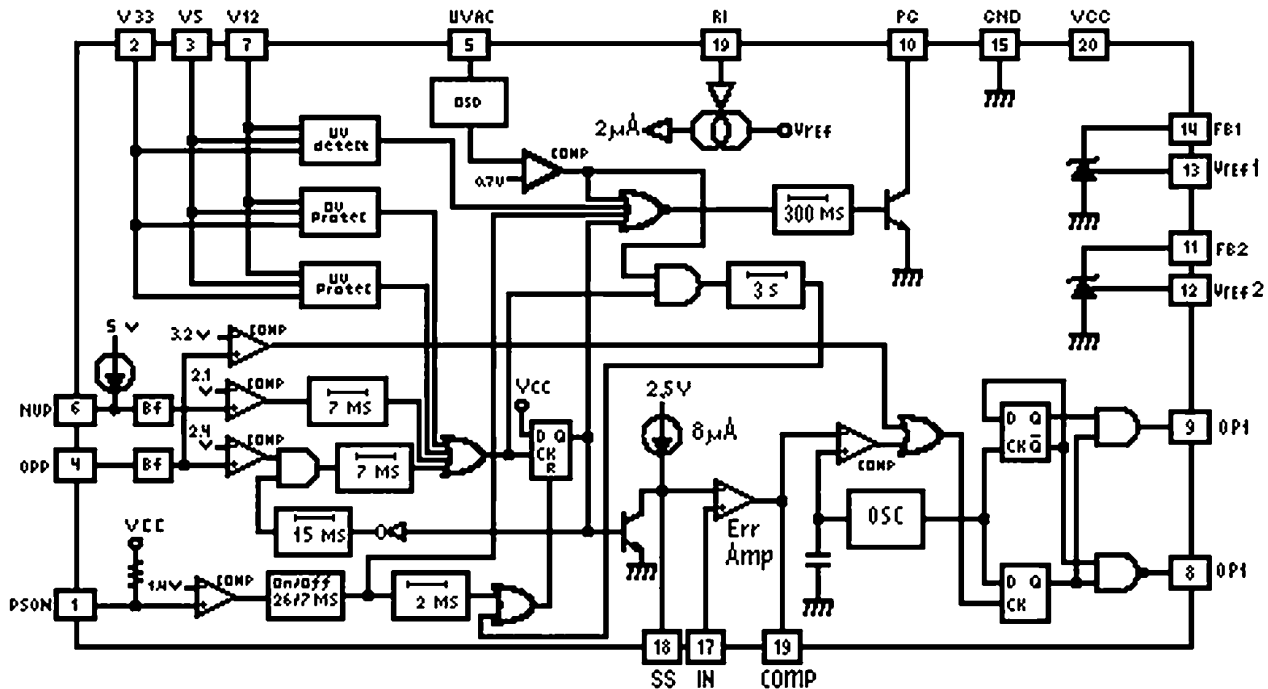 V33 V5 V12 UVAC RI PG GND VCC
2 3 7 5 19 10 15 20
OSD
2μA Vref
UV
detect
COMP
0.7V
14 FB1
13 Vref1
OV
Protec
300 MS
11 FB2
12 Vref2
UV
Protec
3 S
5 V
3.2 V COMP
2.1
V
COMP
7 MS
VCC
2,5V
8μA
NVP 6 Bf
2.4
V
COMP
7 MS
OPP 4 Bf
D Q
CK
R
COMP
D Q
CK Q
9 OP1
15 MS
Err
Amp
OSC
VCC
1.4V COMP
On/Off
26/7 MS
2 MS
PSON 1
D Q
CK
8 OP1
18 17 19
SS IN COMP